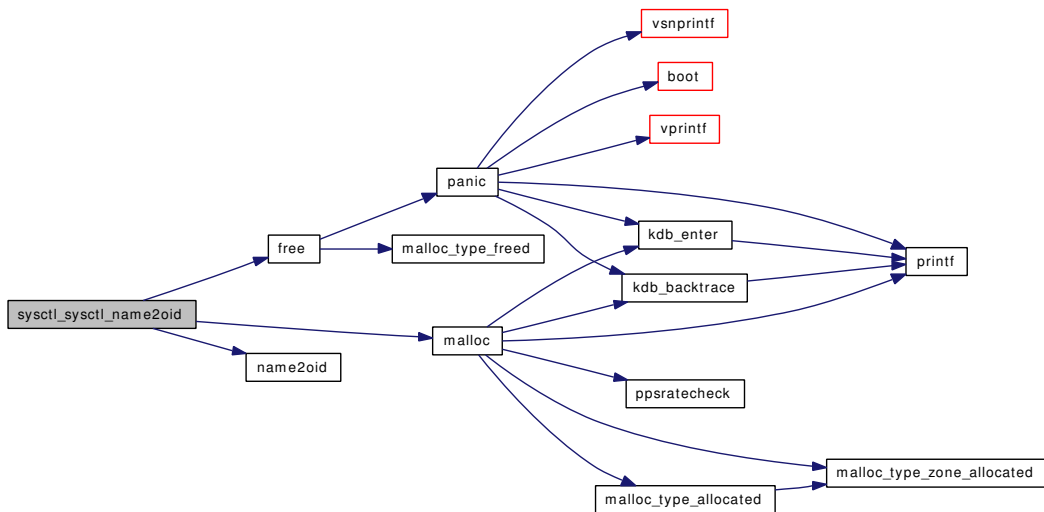 vsnprintf
boot
vprintf
panic
kdb_enter
free
malloc_type_freed
printf
kdb_backtrace
sysctl_sysctl_name2oid
malloc
name2oid
ppsratecheck
malloc_type_zone_allocated
malloc_type_allocated